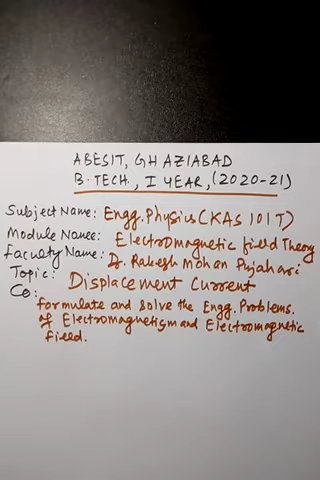 ABESIT, GHAZIABAD
B.TECH., I YEAR, (2020-21)
Subject Name: Engg. Physics (KAS 101T)
Module Name: Electromagnetic field Theory
Faculty Name: Dr. Rakesh Mohan Pujahari
Topic: Displacement Current
CO: formulate and solve the Engg. Problems.
of Electromagnetism and Electromagnetic
field.